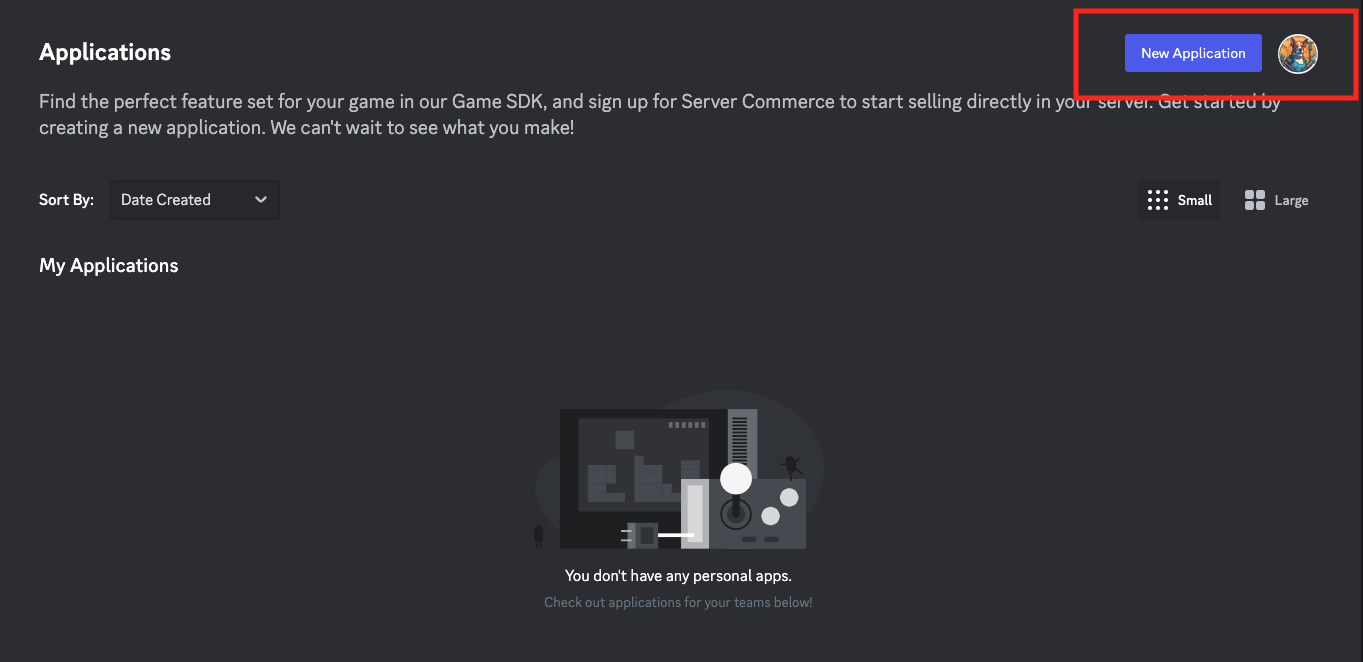 Applications
New Application
Find the perfect feature set for your game in our Game SDK, and sign up for Server Commerce to start selling directly in your server. Get started by
creating a new application. We can't wait to see what you make!
Sort By:
Date Created
Small
Large
My Applications
You don't have any personal apps.
Check out applications for your teams below!